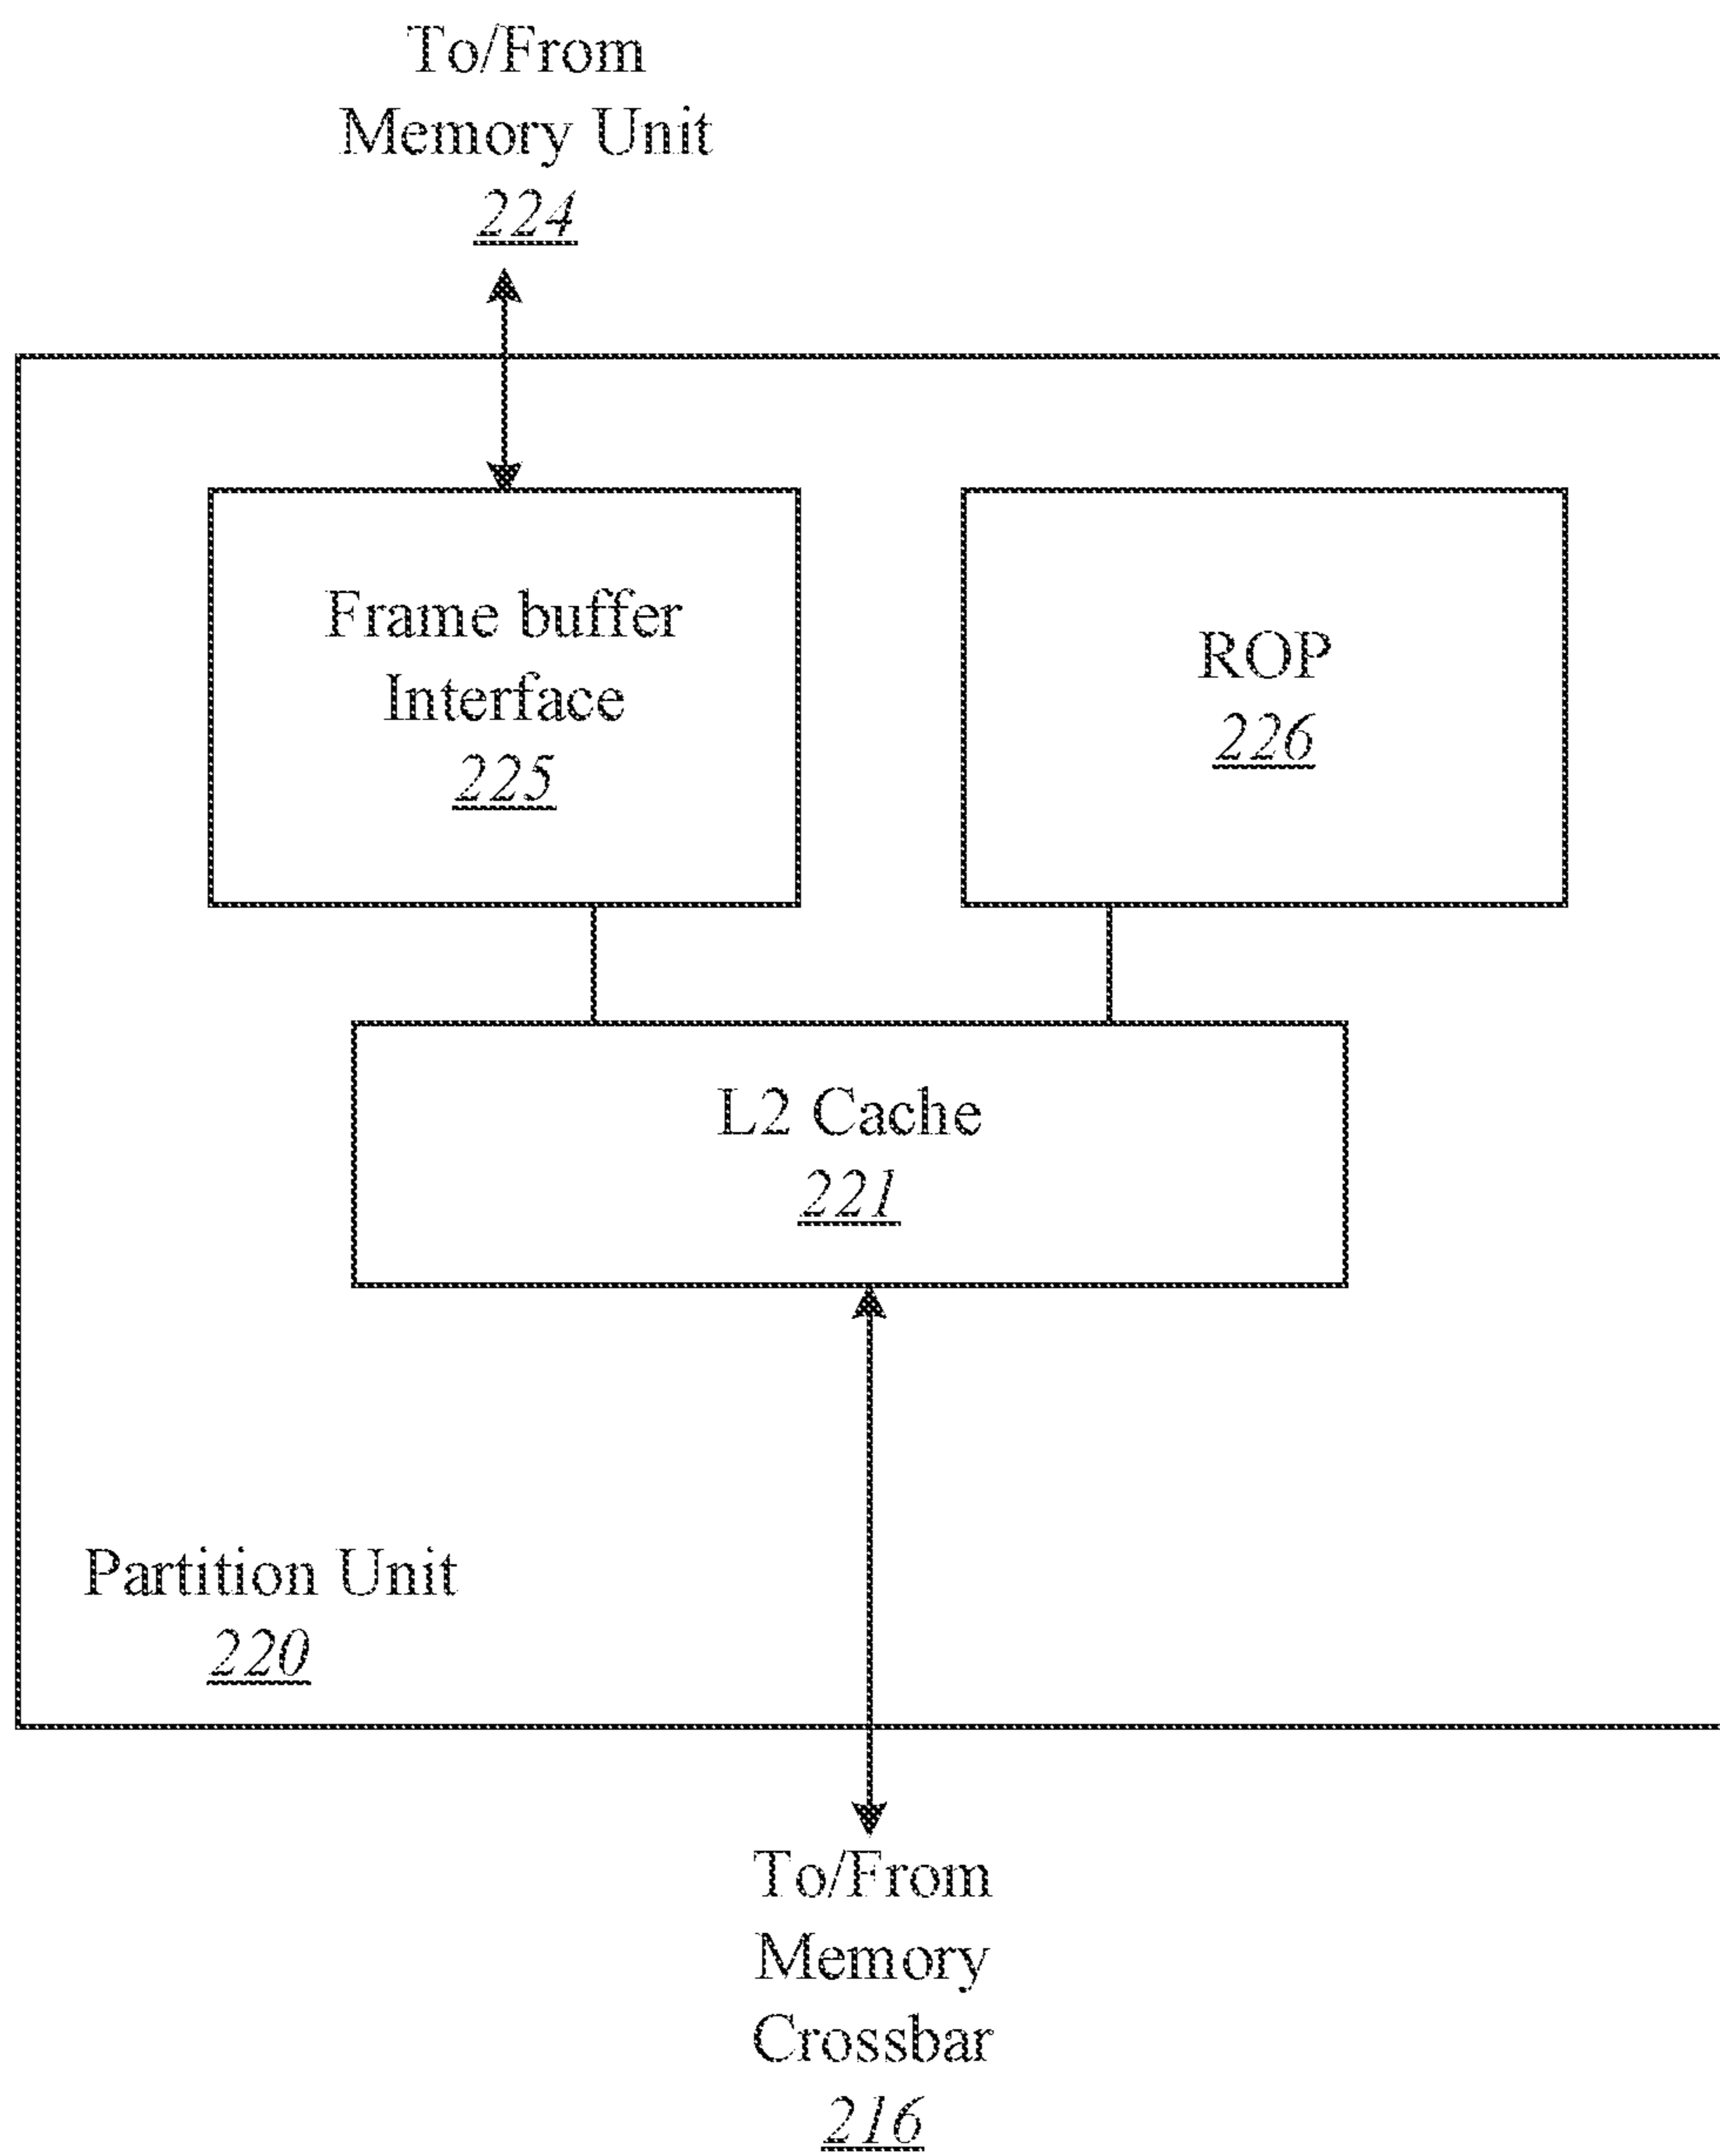 To/From
Memory Unit
224
Frame buffer
Interface
225
ROP
226
L2 Cache
221
Partition Unit
220
To/From
Memory
Crossbar
216